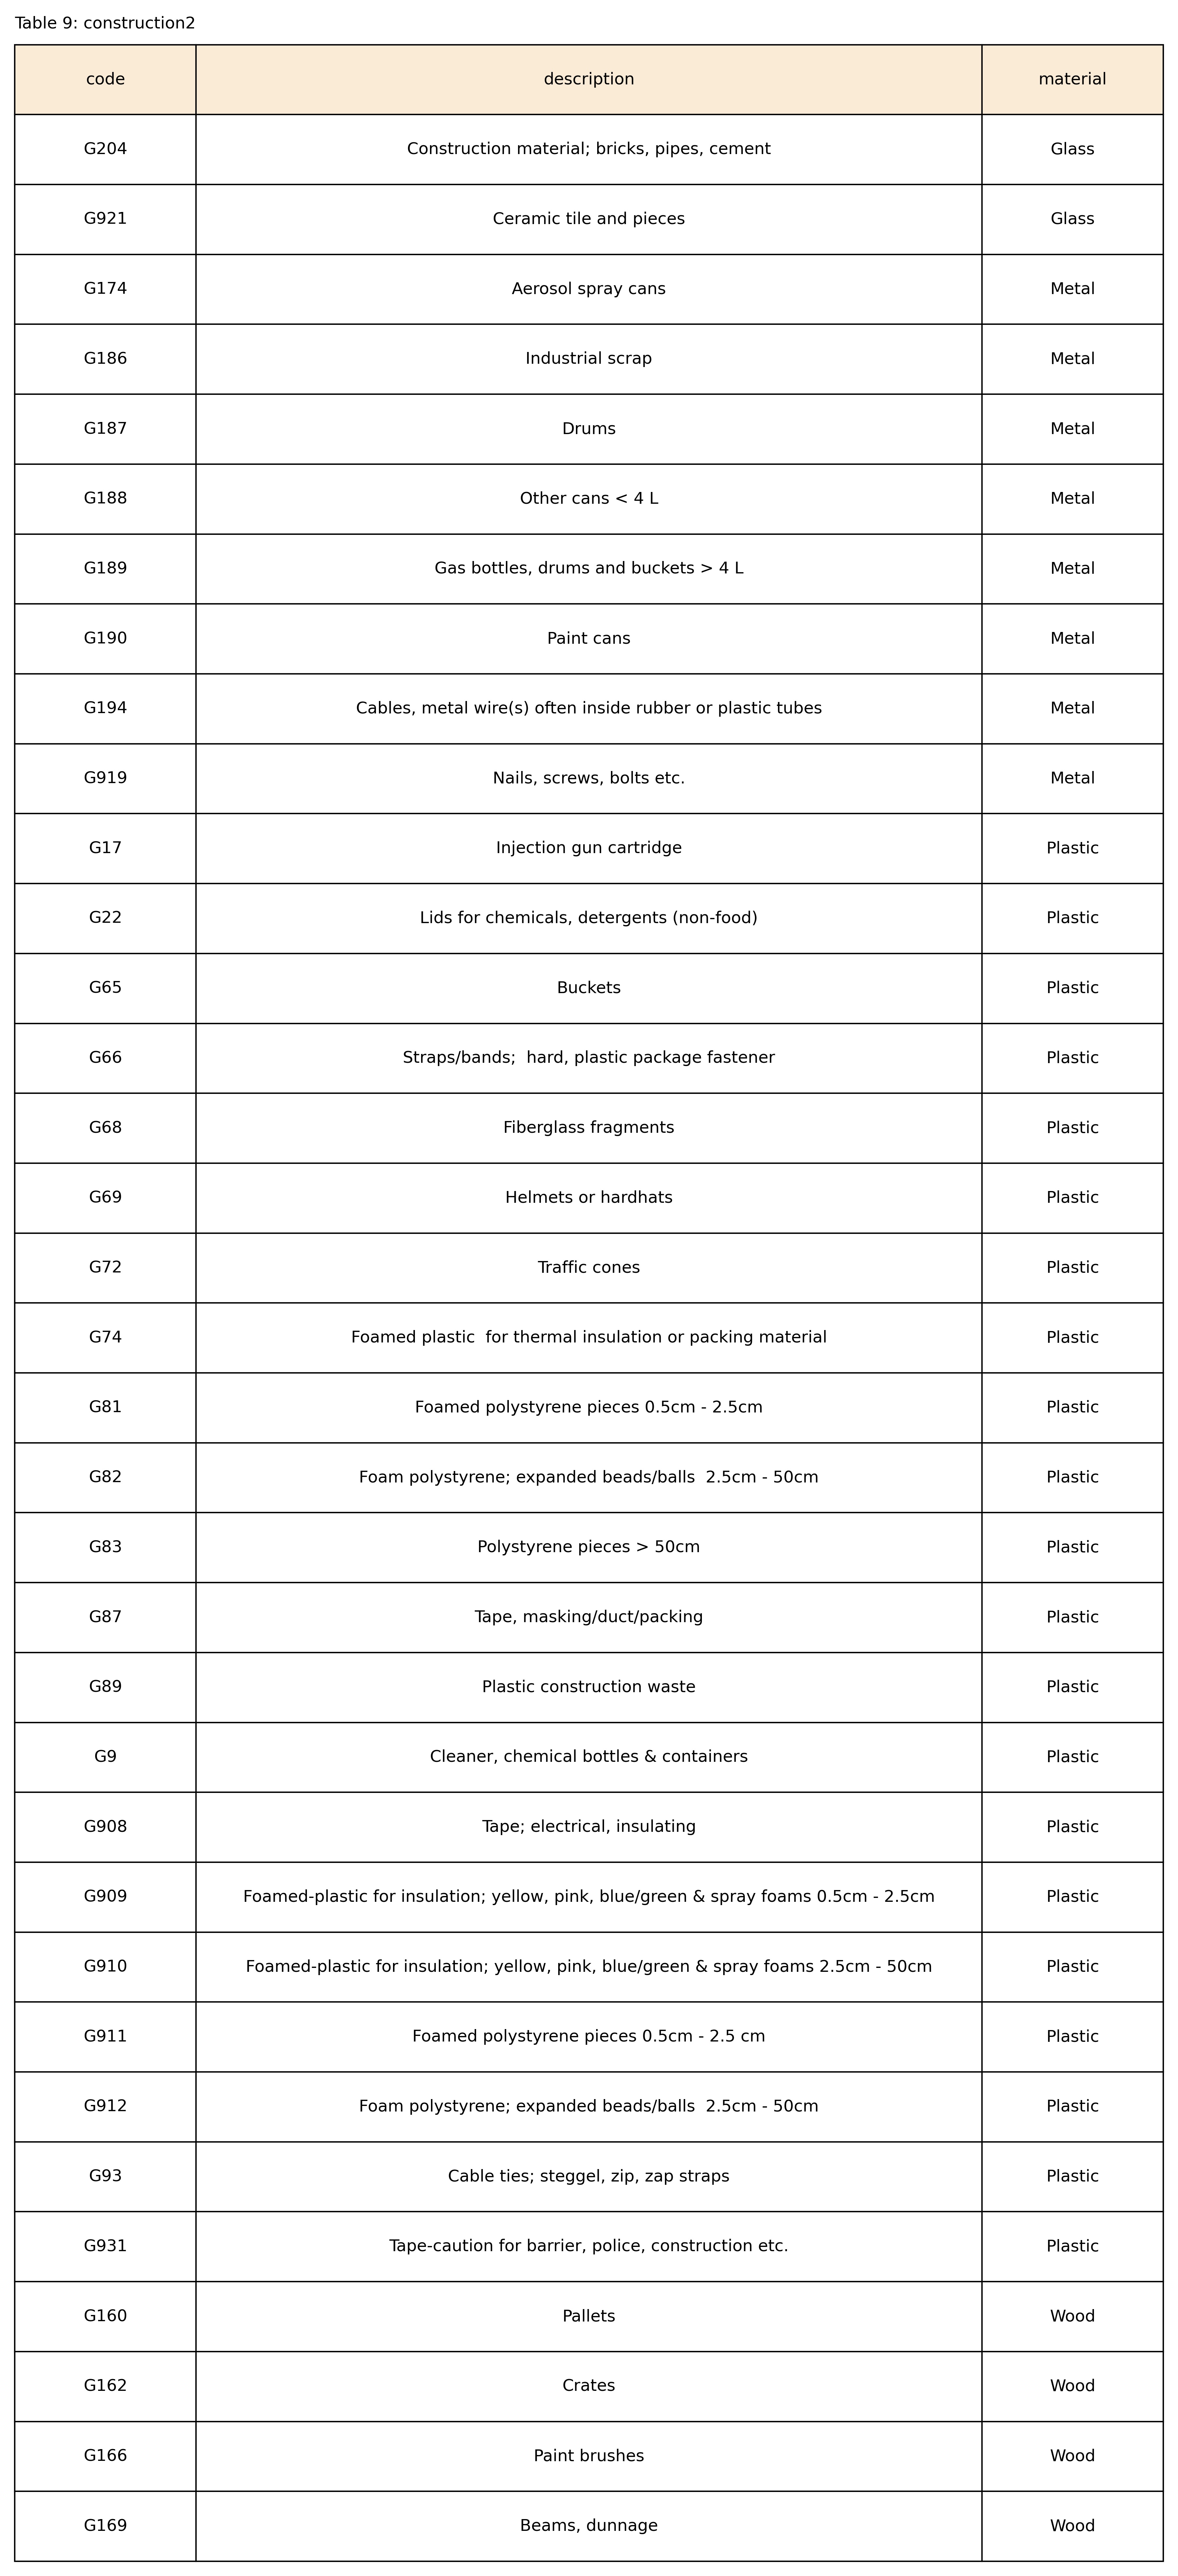 Table 9: construction2
code description material
G204 Construction material; bricks, pipes, cement Glass
G921 Ceramic tile and pieces Glass
G174 Aerosol spray cans Metal
G186 Industrial scrap Metal
G187 Drums Metal
G188 Other cans < 4 L Metal
G189 Gas bottles, drums and buckets > 4 L Metal
G190 Paint cans Metal
G194 Cables, metal wire(s) often inside rubber or plastic tubes Metal
G919 Nails, screws, bolts etc. Metal
G17 Injection gun cartridge Plastic
G22 Lids for chemicals, detergents (non-food) Plastic
G65 Buckets Plastic
G66 Straps/bands;  hard, plastic package fastener Plastic
G68 Fiberglass fragments Plastic
G69 Helmets or hardhats Plastic
G72 Traffic cones Plastic
G74 Foamed plastic  for thermal insulation or packing material Plastic
G81 Foamed polystyrene pieces 0.5cm - 2.5cm Plastic
G82 Foam polystyrene; expanded beads/balls  2.5cm - 50cm Plastic
G83 Polystyrene pieces > 50cm Plastic
G87 Tape, masking/duct/packing Plastic
G89 Plastic construction waste Plastic
G9 Cleaner, chemical bottles & containers Plastic
G908 Tape; electrical, insulating Plastic
G909 Foamed-plastic for insulation; yellow, pink, blue/green & spray foams 0.5cm - 2.5cm Plastic
G910 Foamed-plastic for insulation; yellow, pink, blue/green & spray foams 2.5cm - 50cm Plastic
G911 Foamed polystyrene pieces 0.5cm - 2.5 cm Plastic
G912 Foam polystyrene; expanded beads/balls  2.5cm - 50cm Plastic
G93 Cable ties; steggel, zip, zap straps Plastic
G931 Tape-caution for barrier, police, construction etc. Plastic
G160 Pallets Wood
G162 Crates Wood
G166 Paint brushes Wood
G169 Beams, dunnage Wood